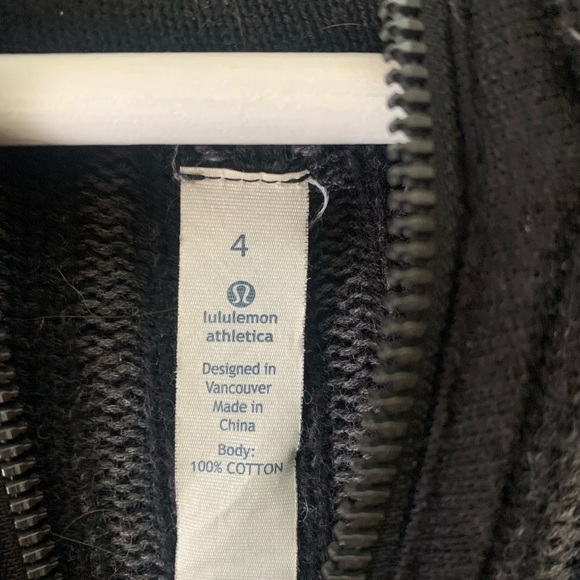 4
lululemon
athletica
Designed in
Vancouver
Made in
China
Body:
100% COTTON